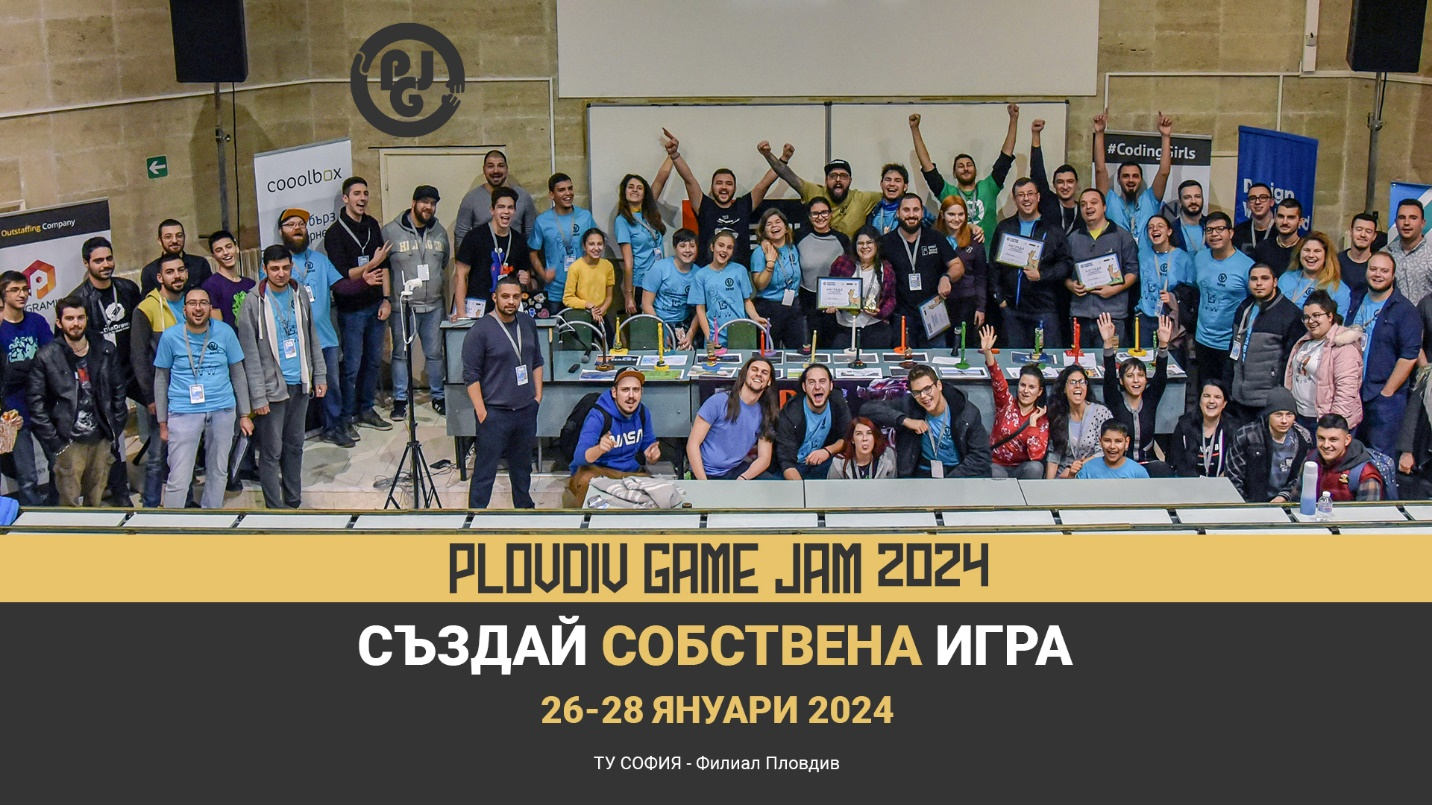 PGJ
cooolbox
бърз
#CodingGirls
Outstaffing Company
NASA
PLOVDIV GAME JAM 2024
СЪЗДАЙ СОБСТВЕНА ИГРА
26-28 ЯНУАРИ 2024
ТУ СОФИЯ - Филиал Пловдив